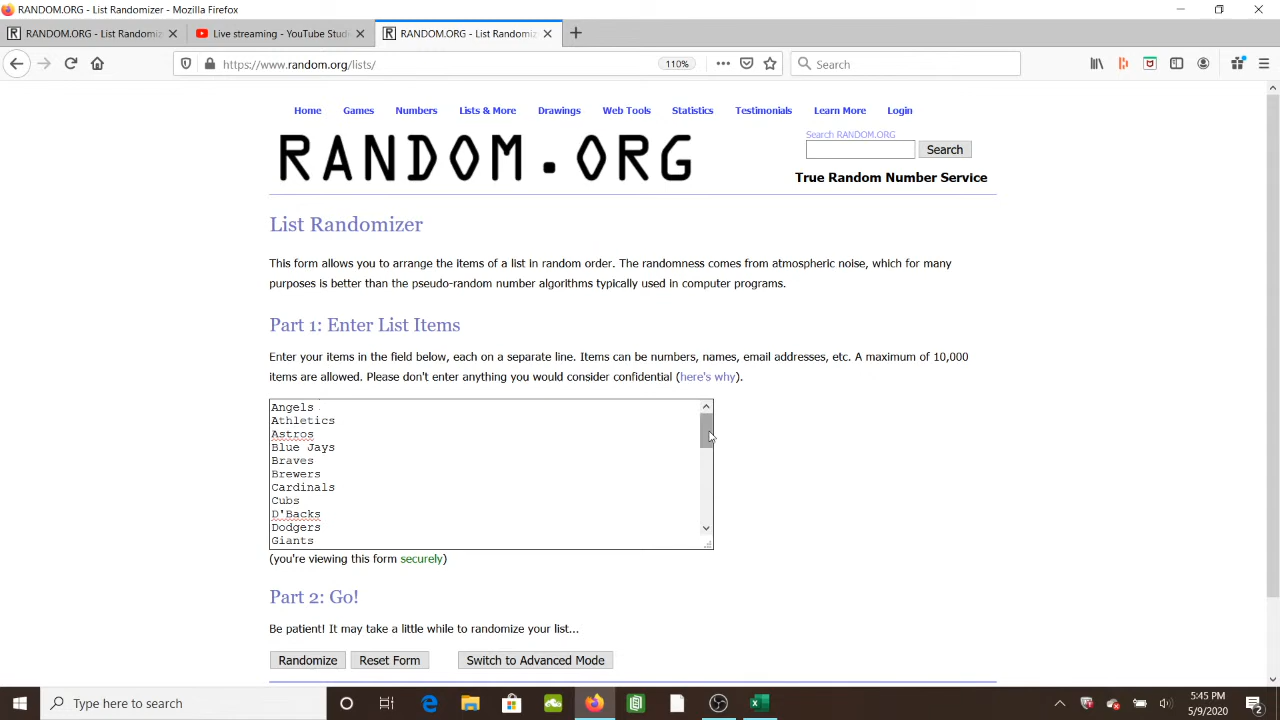 RANDOM.ORG - List Randomizer - Mozilla Firefox
RANDOM.ORG - List Randomiz
Live streaming - YouTube Stud
RANDOM.ORG - List Randomiz
https://www.random.org/lists/
110%
Search
Home Games Numbers Lists & More Drawings Web Tools Statistics Testimonials Learn More Login
RANDOM.ORG
Search RANDOM.ORG
Search
True Random Number Service
List Randomizer
This form allows you to arrange the items of a list in random order. The randomness comes from atmospheric noise, which for many
purposes is better than the pseudo-random number algorithms typically used in computer programs.
Part 1: Enter List Items
Enter your items in the field below, each on a separate line. Items can be numbers, names, email addresses, etc. A maximum of 10,000
items are allowed. Please don't enter anything you would consider confidential (here's why).
Angels
Athletics
Astros
Blue Jays
Braves
Brewers
Cardinals
Cubs
D'Backs
Dodgers
Giants
(you're viewing this form securely)
Part 2: Go!
Be patient! It may take a little while to randomize your list...
Randomize Reset Form Switch to Advanced Mode
Type here to search
5:45 PM
5/9/2020
2